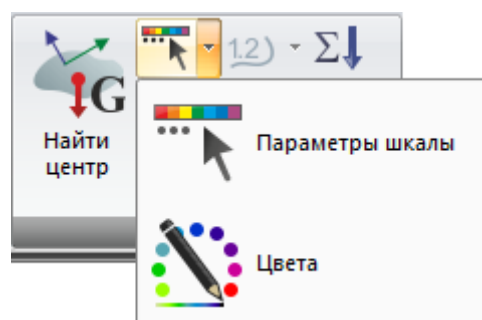 1.2)
Σ
G
Найти
центр
Параметры шкалы
Цвета